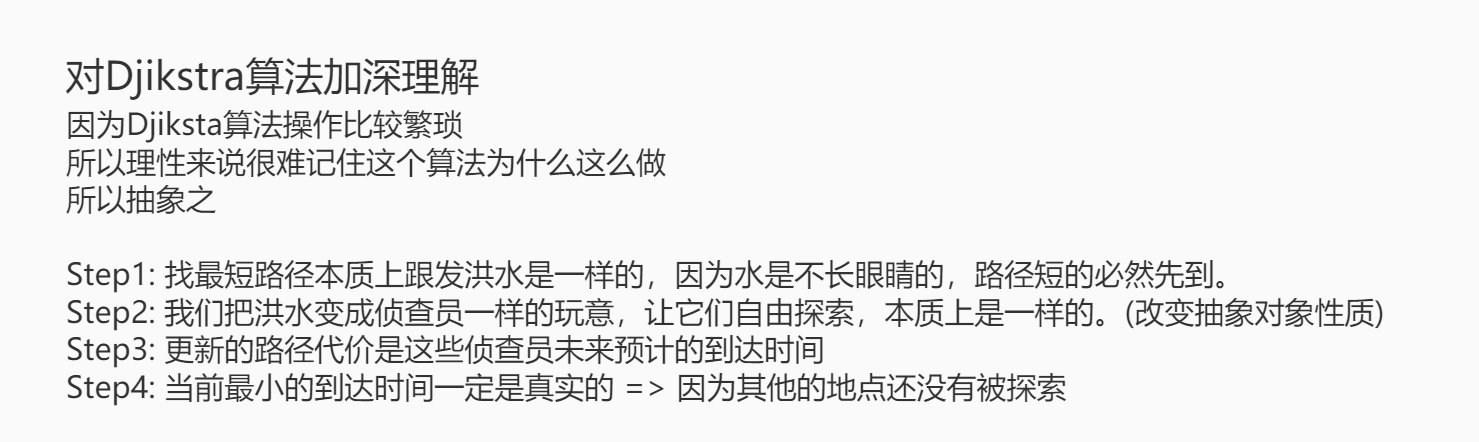 对Djikstra算法加深理解
因为Djiksta算法操作比较繁琐
所以理性来说很难记住这个算法为什么这么做
所以抽象之
Step1: 找最短路径本质上跟发洪水是一样的，因为水是不长眼睛的，路径短的必然先到。
Step2: 我们把洪水变成侦查员一样的玩意，让它们自由探索，本质上是一样的。(改变抽象对象性质)
Step3: 更新的路径代价是这些侦查员未来预计的到达时间
Step4: 当前最小的到达时间一定是真实的 => 因为其他的地点还没有被探索